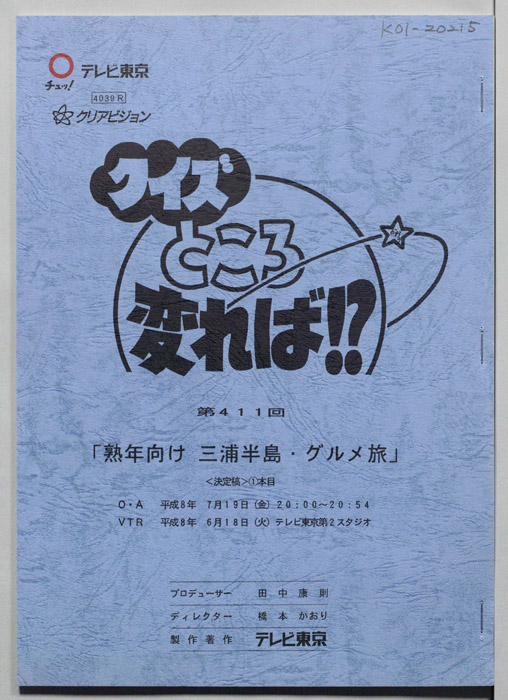 K01-20215
テレビ東京
チュッ!
4039R
クリアビジョン
クイズ
ところ
変れば!?
第411回
「熟年向け 三浦半島・グルメ旅」
<決定稿>①本目
O・A 平成8年 7月19日(金)20:00~20:54
VTR 平成8年 6月18日(火)テレビ東京第2スタジオ
プロデューサー 田中康則
ディレクター 橋本かおり
製作著作 テレビ東京